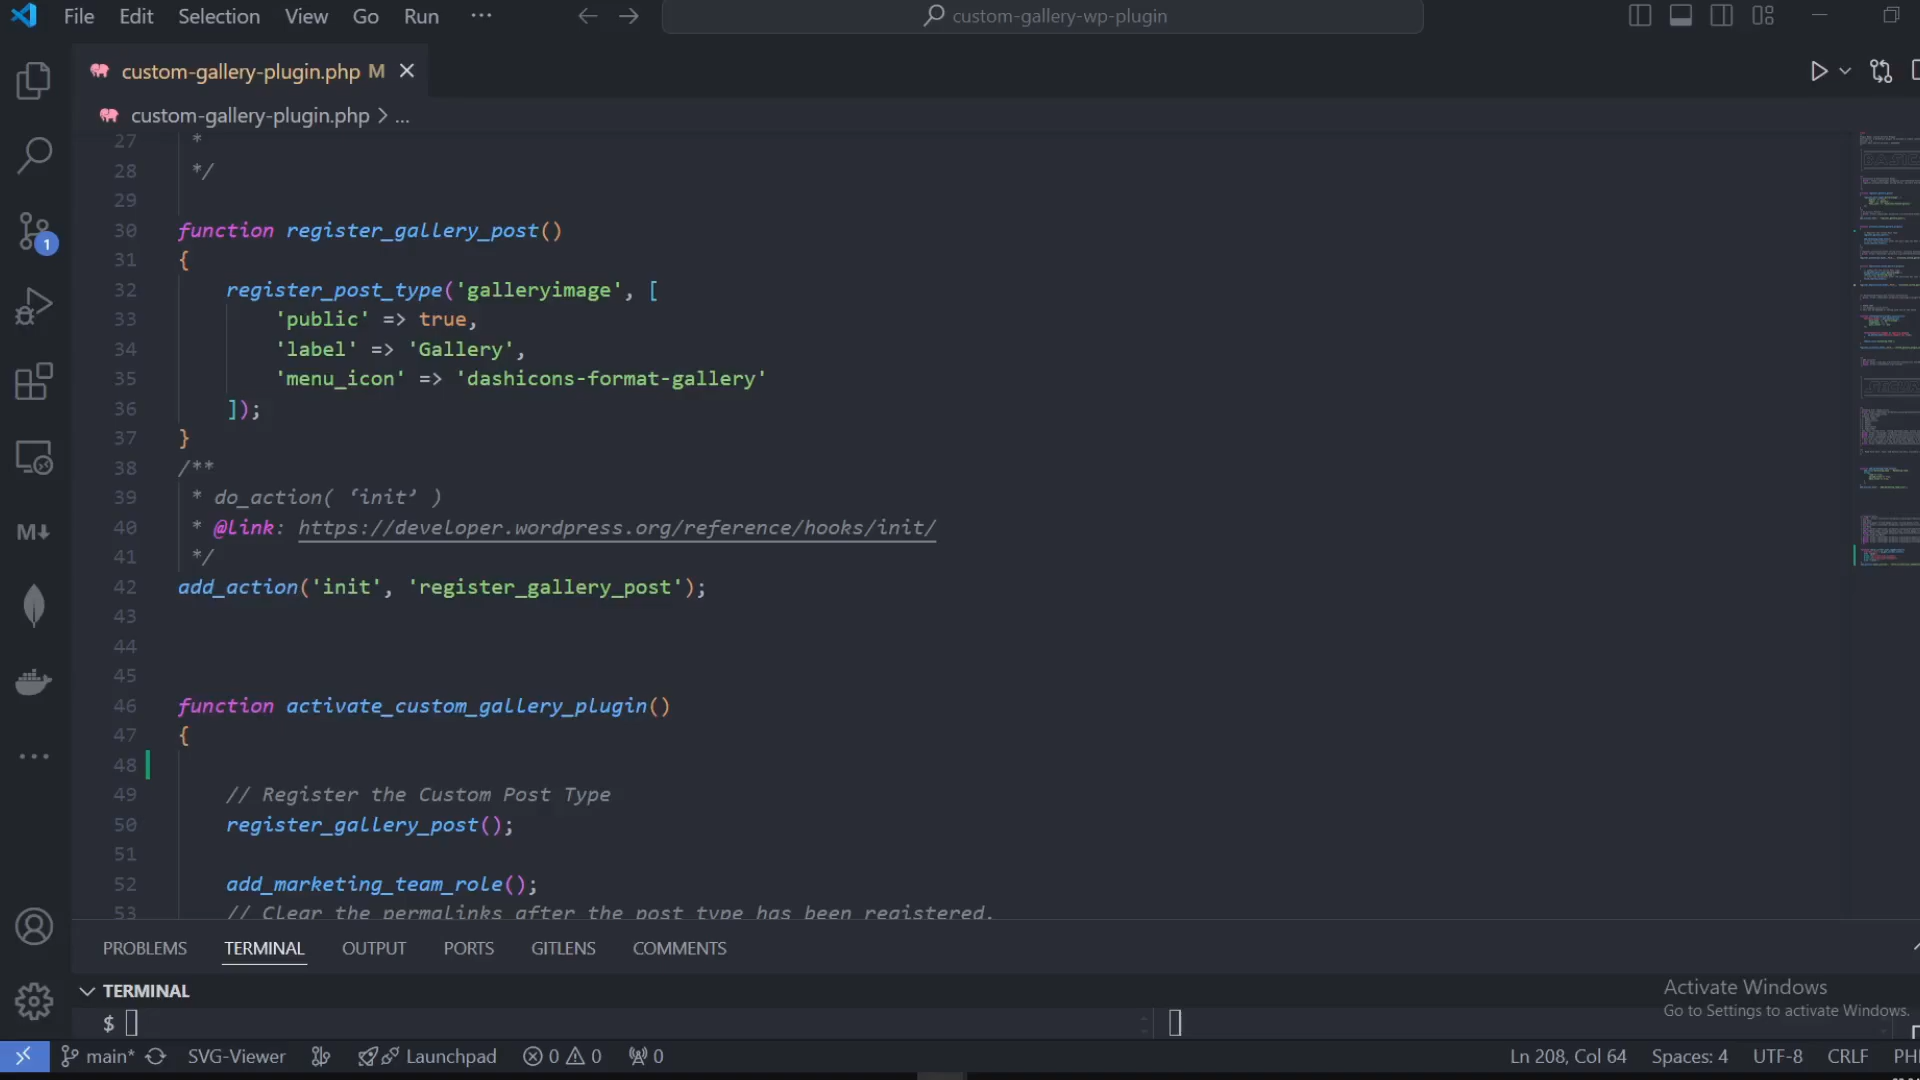 File Edit Selection View Go Run ···
custom-gallery-wp-plugin
custom-gallery-plugin.php M
custom-gallery-plugin.php > ...
27 *
28 */
29
30 function register_gallery_post()
31 {
32 register_post_type('galleryimage', [
33 'public' => true,
34 'label' => 'Gallery',
35 'menu_icon' => 'dashicons-format-gallery'
36 ]);
37 }
38 /**
39 * do_action( ‘init’ )
40 * @link: https://developer.wordpress.org/reference/hooks/init/
41 */
42 add_action('init', 'register_gallery_post');
43
44
45
46 function activate_custom_gallery_plugin()
47 {
48
49 // Register the Custom Post Type
50 register_gallery_post();
51
52 add_marketing_team_role();
53 // Clear the permalinks after the post type has been registered.
1
M↓
PROBLEMS TERMINAL OUTPUT PORTS GITLENS COMMENTS
TERMINAL
$
Activate Windows
Go to Settings to activate Windows.
main* SVG-Viewer Launchpad 0 0 0 Ln 208, Col 64 Spaces: 4 UTF-8 CRLF